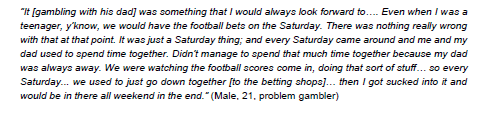 “It [gambling with his dad] was something that I would always look forward to…. Even when I was a
teenager, y'know, we would have the football bets on the Saturday. There was nothing really wrong
with that at that point. It was just a Saturday thing; and every Saturday came around and me and my
dad used to spend time together. Didn't manage to spend that much time together because my dad
was always away. We were watching the football scores come in, doing that sort of stuff… so every
Saturday... we used to just go down together [to the betting shops]… then I got sucked into it and
would be in there all weekend in the end.” (Male, 21, problem gambler)